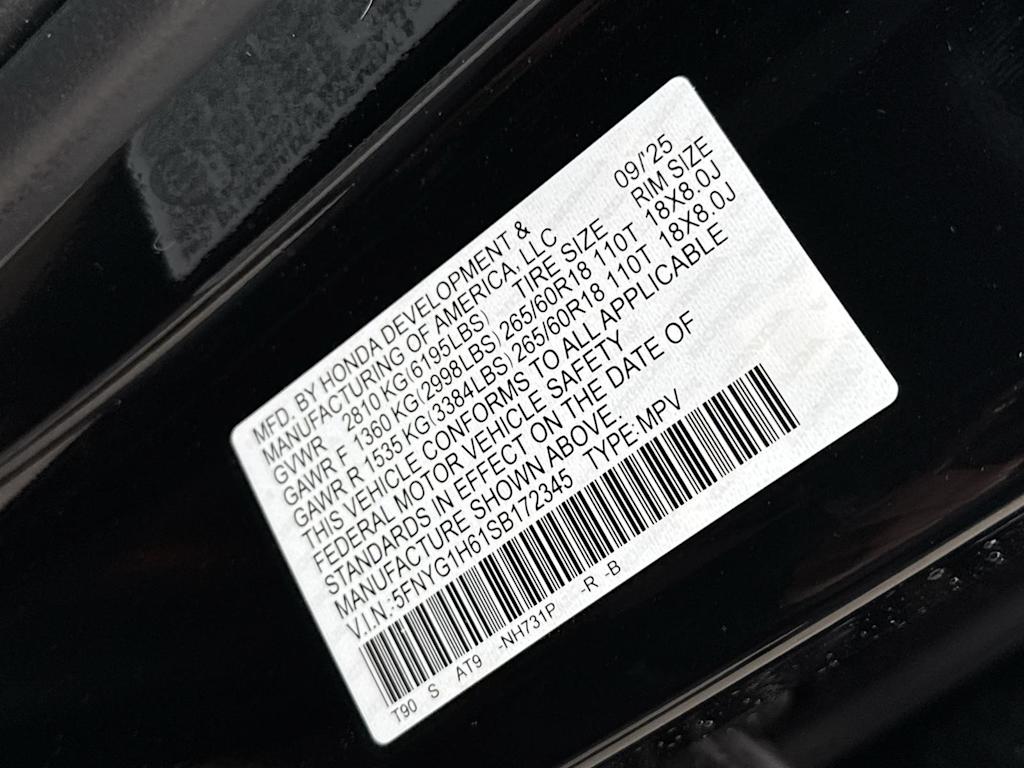 09/'25
MFD. BY HONDA DEVELOPMENT &
MANUFACTURING OF AMERICA, LLC
TIRE SIZE RIM SIZE
GVWR 2810 KG(6195LBS)
GAWR F 1360 KG(2998LBS) 265/60R18 110T 18X8.0J
GAWR R 1535 KG(3384LBS) 265/60R18 110T 18X8.0J
THIS VEHICLE CONFORMS TO ALL APPLICABLE
FEDERAL MOTOR VEHICLE SAFETY
STANDARDS IN EFFECT ON THE DATE OF
MANUFACTURE SHOWN ABOVE.
V.I.N.:5FNYG1H61SB172345 TYPE:MPV
T90 S AT9 -NH731P -R -B